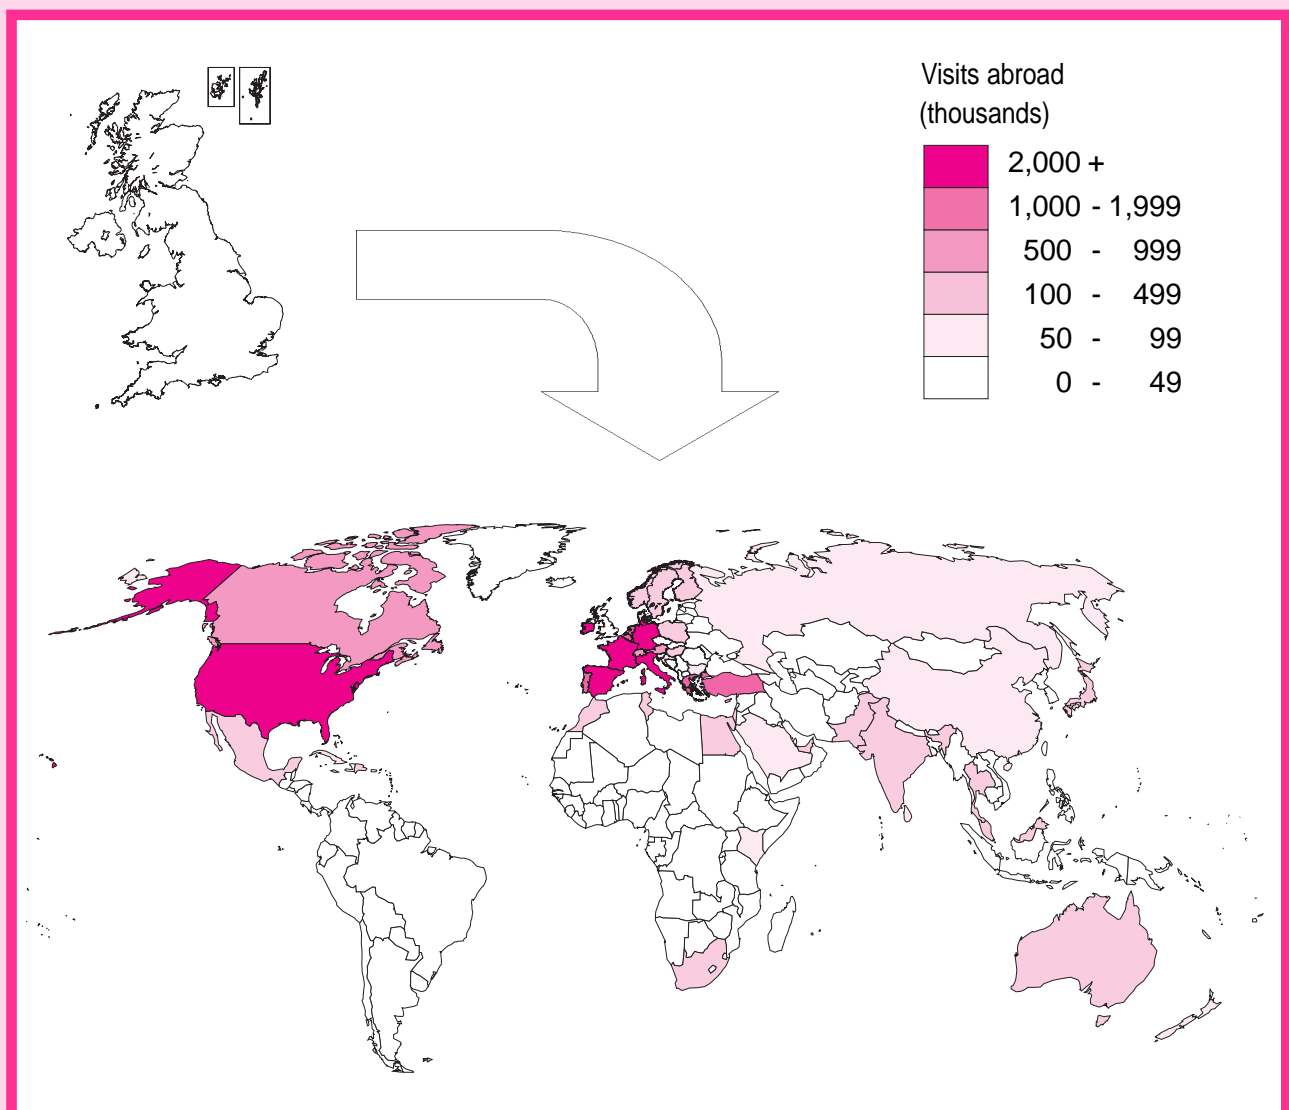 Visits abroad
(thousands)
2,000 +
1,000 - 1,999
500 - 999
100 - 499
50 - 99
0 - 49